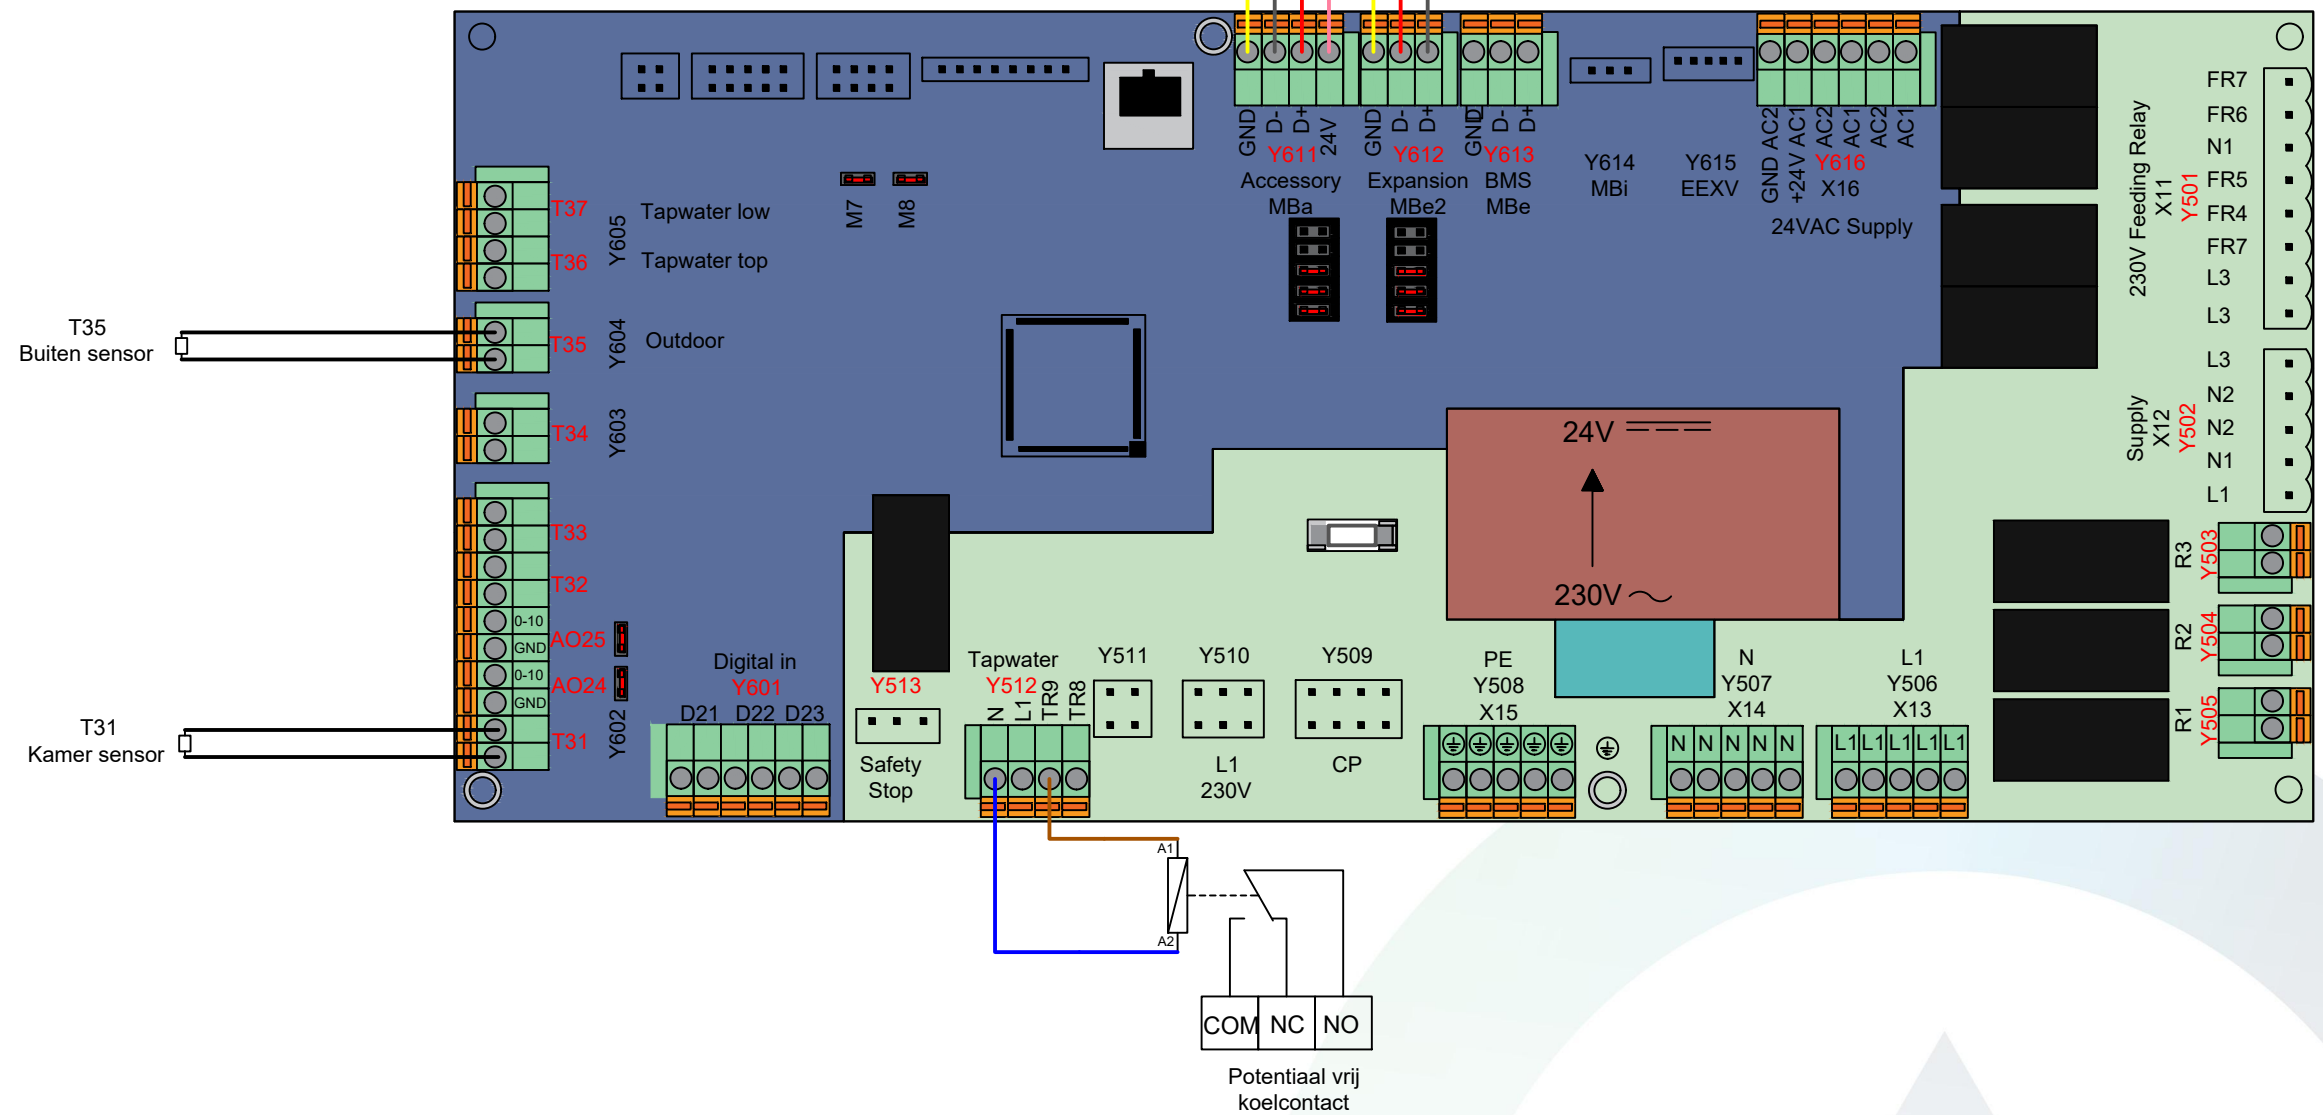 GND
D-
D+
24V
Y611
Accessory
MBa
GND
D-
D+
Y612
Expansion
MBe2
GND
D-
D+
Y613
BMS
MBe
Y614
MBi
Y615
EEXV
GND AC2
+24V AC1
AC2
AC1
AC2
AC1
Y616
X16
24VAC Supply
230V Feeding Relay
X11
Y501
FR7
FR6
N1
FR5
FR4
FR7
L3
L3
Supply
X12
Y502
L3
N2
N2
N1
L1
R3
Y503
R2
Y504
R1
Y505
M7
M8
T37
T36
Y605
Tapwater low
Tapwater top
T35
Buiten sensor
T35
Y604
Outdoor
T34
Y603
T33
T32
0-10
GND
AO25
0-10
GND
AO24
T31
Y602
T31
Kamer sensor
Digital in
Y601
D21
D22
D23
Y513
Safety
Stop
Tapwater
Y512
N
L1
TR9
TR8
Y511
Y510
L1
230V
Y509
CP
24V
230V
PE
Y508
X15
N
Y507
X14
N N N N N
L1
Y506
X13
L1 L1 L1 L1 L1
A1
A2
COM NC NO
Potentiaal vrij
koelcontact